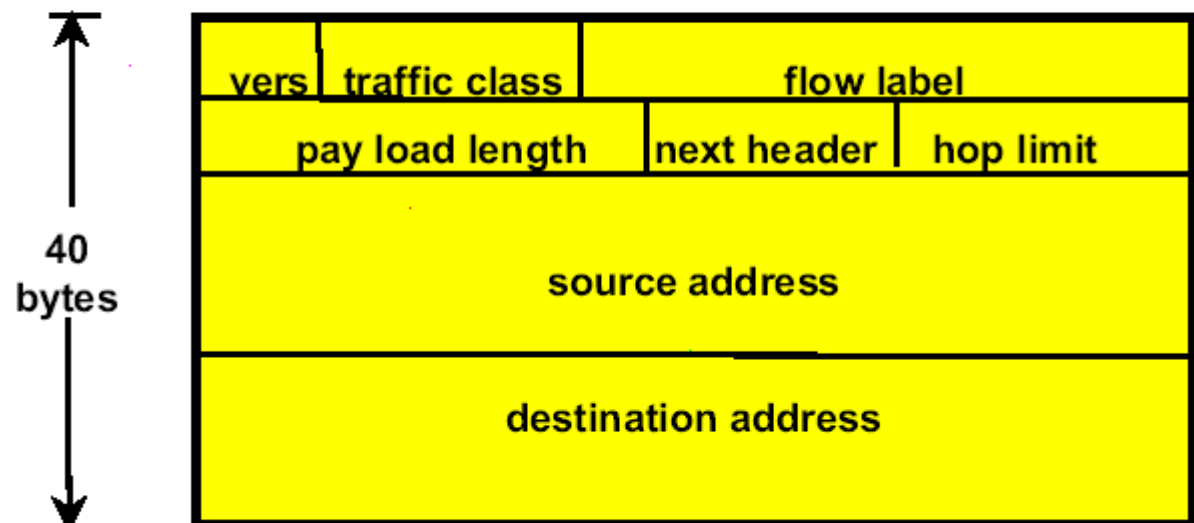 vers traffic class flow label
pay load length next header hop limit
40
bytes
source address
destination address